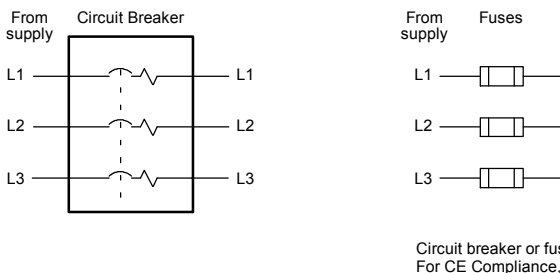 From
supply
Circuit Breaker
L1 L1
L2 L2
L3 L3
From
supply
Fuses
L1
L2
L3
Circuit breaker or
For CE Compliance,